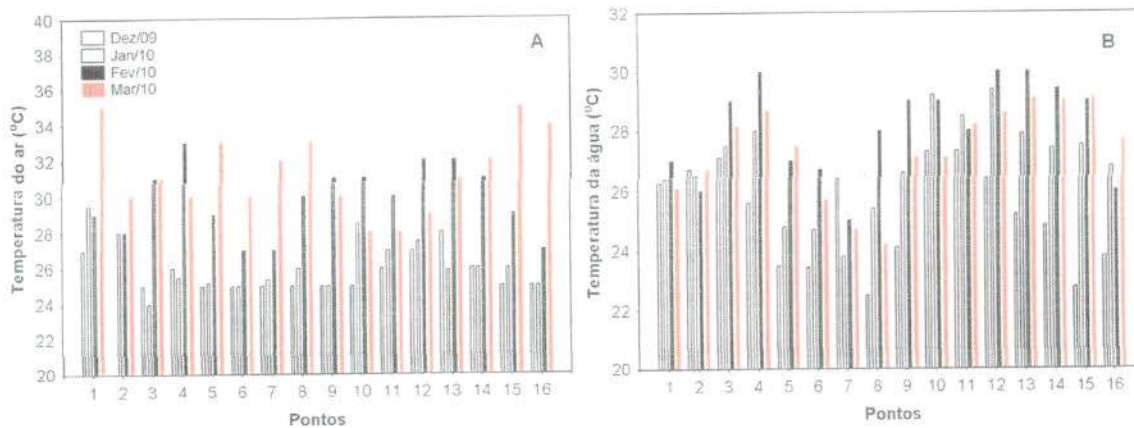 A
Temperatura do ar (°C)
40
38
36
34
32
30
28
26
24
22
20
Dez/09
Jan/10
Fev/10
Mar/10
1 2 3 4 5 6 7 8 9 10 11 12 13 14 15 16
Pontos
B
Temperatura da água (°C)
32
30
28
26
24
22
20
1 2 3 4 5 6 7 8 9 10 11 12 13 14 15 16
Pontos